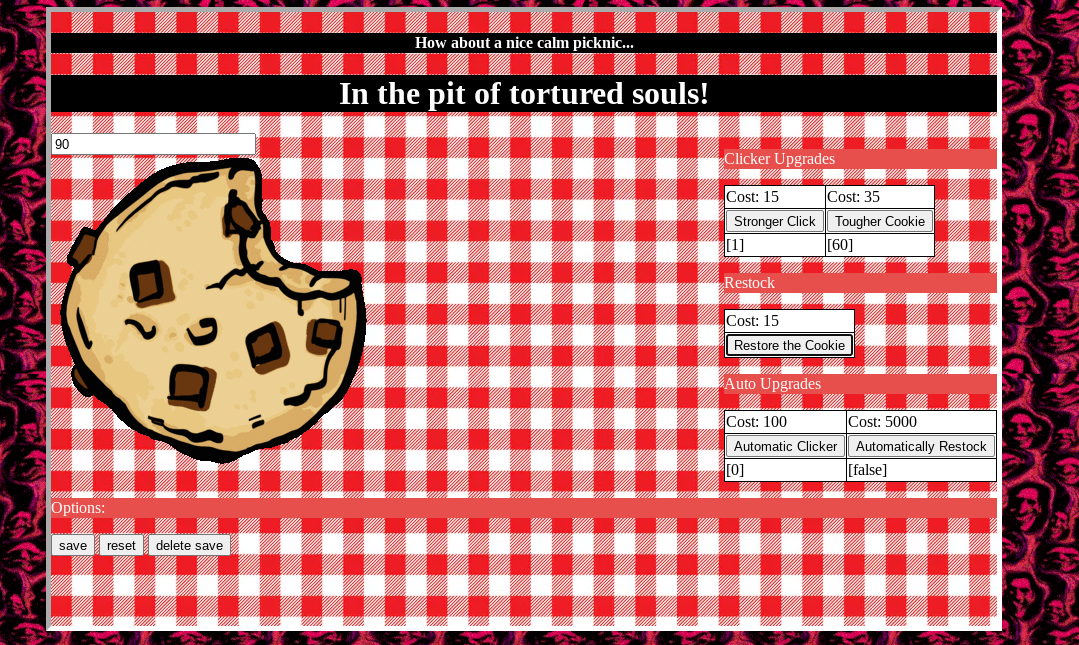 How about a nice calm picknic...
In the pit of tortured souls!
90
Clicker Upgrades
Cost: 15 Cost: 35
Stronger Click Tougher Cookie
[1] [60]
Restock
Cost: 15
Restore the Cookie
Auto Upgrades
Cost: 100 Cost: 5000
Automatic Clicker Automatically Restock
[0] [false]
Options:
save reset delete save